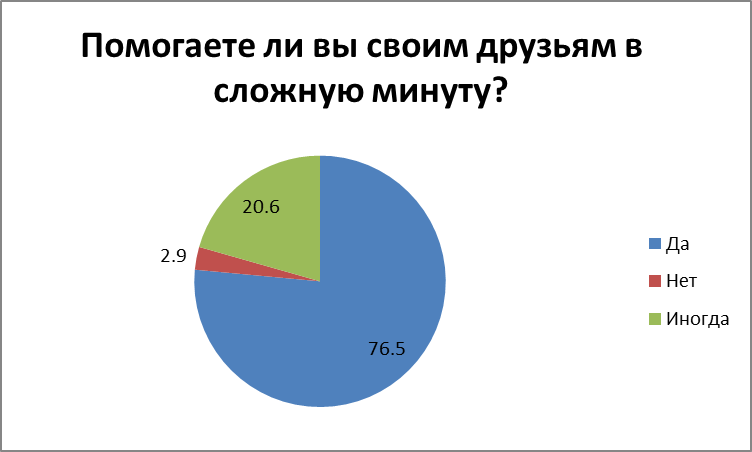 Помогаете ли вы своим друзьям в
сложную минуту?
20.6
2.9
76.5
Да
Нет
Иногда